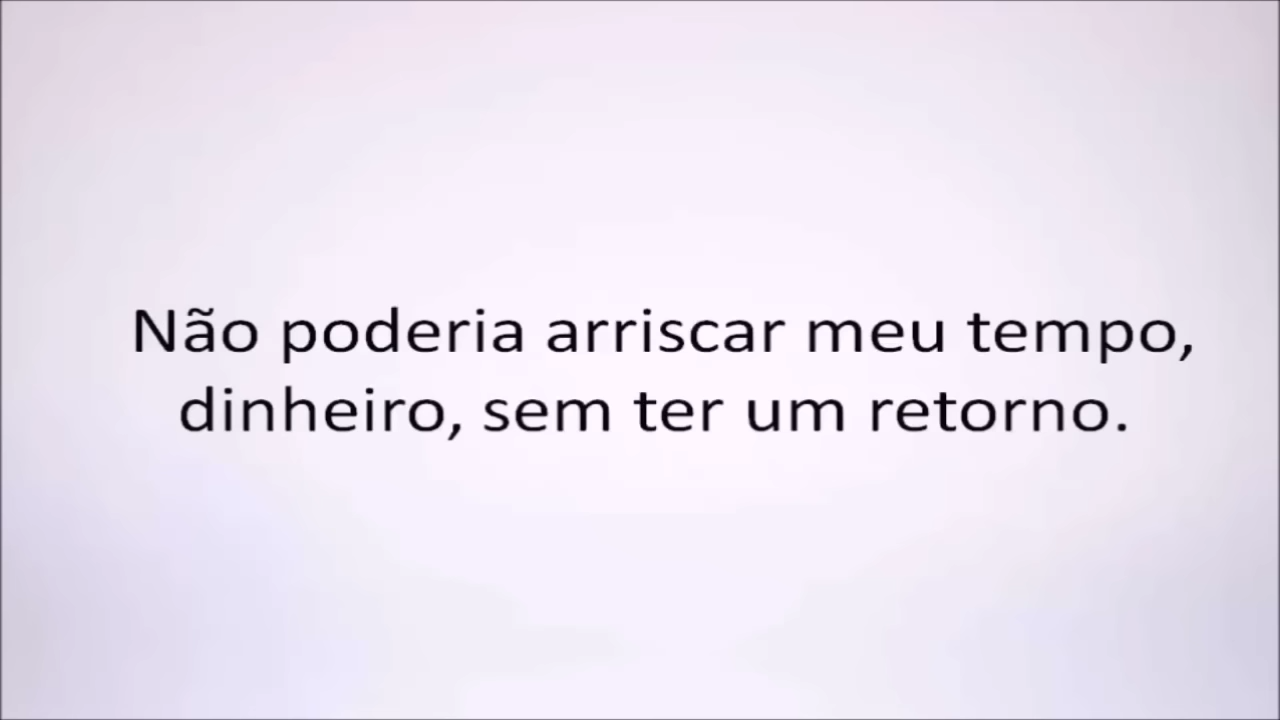 Não poderia arriscar meu tempo,
dinheiro, sem ter um retorno.